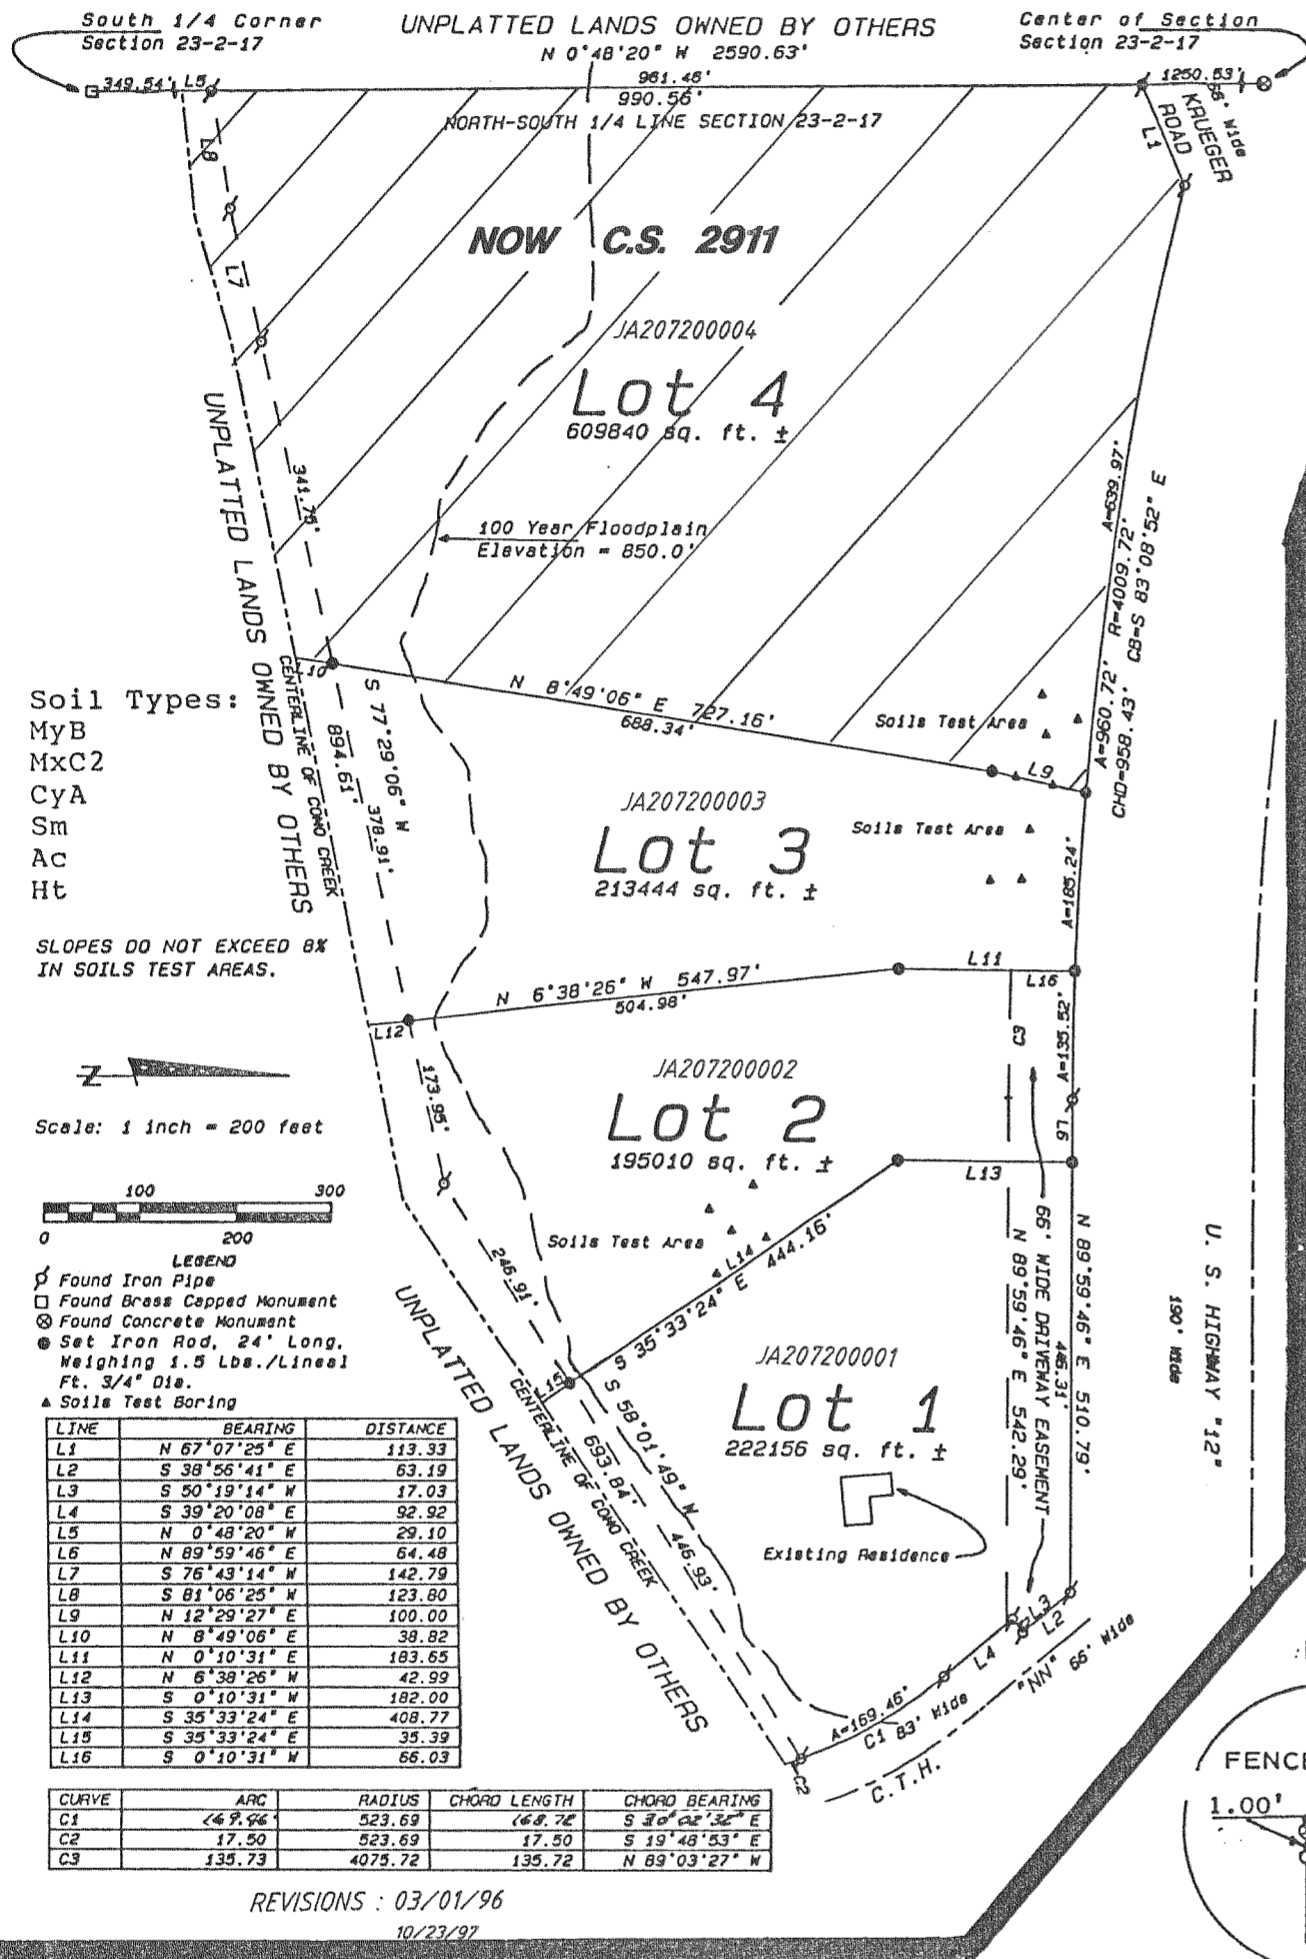 South 1/4 Corner
Section 23-2-17
UNPLATTED LANDS OWNED BY OTHERS
N 0°48'20" W 2590.63'
Center of Section
Section 23-2-17
349.54'
L5
961.46'
990.56'
1250.53'
NORTH-SOUTH 1/4 LINE SECTION 23-2-17
66' Wide
KRUEGER
ROAD
L1
L8
L7
NOW C.S. 2911
JA207200004
Lot 4
609840 sq. ft. ±
UNPLATTED LANDS OWNED BY OTHERS
341.75'
100 Year Floodplain
Elevation = 850.0'
A=639.97'
A=960.72' R=4009.72'
CHD=958.43' CB=S 83°08'52" E
L10
N 8°49'06" E 727.16'
688.34'
Soils Test Area
L9
Soil Types:
MyB
MxC2
CyA
Sm
Ac
Ht
CENTERLINE OF COMO CREEK
S 77°29'06" W
894.61'
378.91'
JA207200003
Lot 3
213444 sq. ft. ±
Soils Test Area
A=185.24'
SLOPES DO NOT EXCEED 8%
IN SOILS TEST AREAS.
L11
L16
N 6°38'26" W 547.97'
504.98'
L12
C3
A=135.52'
Z
Scale: 1 inch = 200 feet
173.95'
JA207200002
Lot 2
195010 sq. ft. ±
L6
L13
100 300
0 200
Soils Test Area
L14
S 35°33'24" E 444.16'
246.91'
66' WIDE DRIVEWAY EASEMENT
N 89°59'46" E 542.29'
N 89°59'46" E 510.79'
446.31'
U. S. HIGHWAY "12"
190' Wide
LEGEND
Found Iron Pipe
Found Brass Capped Monument
Found Concrete Monument
Set Iron Rod, 24' Long,
Weighing 1.5 Lbs./Lineal
Ft. 3/4" Dia.
Soils Test Boring
UNPLATTED LANDS OWNED BY OTHERS
CENTERLINE OF COMO CREEK
S 58°01'49" W
693.84'
446.93'
JA207200001
Lot 1
222156 sq. ft. ±
Existing Residence
L3
L2
L4
"NN" 66' Wide
A=169.46'
C1 83' Wide
C2
C.T.H.
LINE BEARING DISTANCE
L1 N 67°07'25" E 113.33
L2 S 38°56'41" E 63.19
L3 S 50°19'14" W 17.03
L4 S 39°20'08" E 92.92
L5 N 0°48'20" W 29.10
L6 N 89°59'46" E 64.48
L7 S 76°43'14" W 142.79
L8 S 81°06'25" W 123.80
L9 N 12°29'27" E 100.00
L10 N 8°49'06" E 38.82
L11 N 0°10'31" E 183.65
L12 N 6°38'26" W 42.99
L13 S 0°10'31" W 182.00
L14 S 35°33'24" E 408.77
L15 S 35°33'24" E 35.39
L16 S 0°10'31" W 66.03
CURVE ARC RADIUS CHORD LENGTH CHORD BEARING
C1 169.46 523.69 168.72 S 30°02'32" E
C2 17.50 523.69 17.50 S 19°48'53" E
C3 135.73 4075.72 135.72 N 89°03'27" W
FENCE
1.00'
REVISIONS : 03/01/96
10/23/97